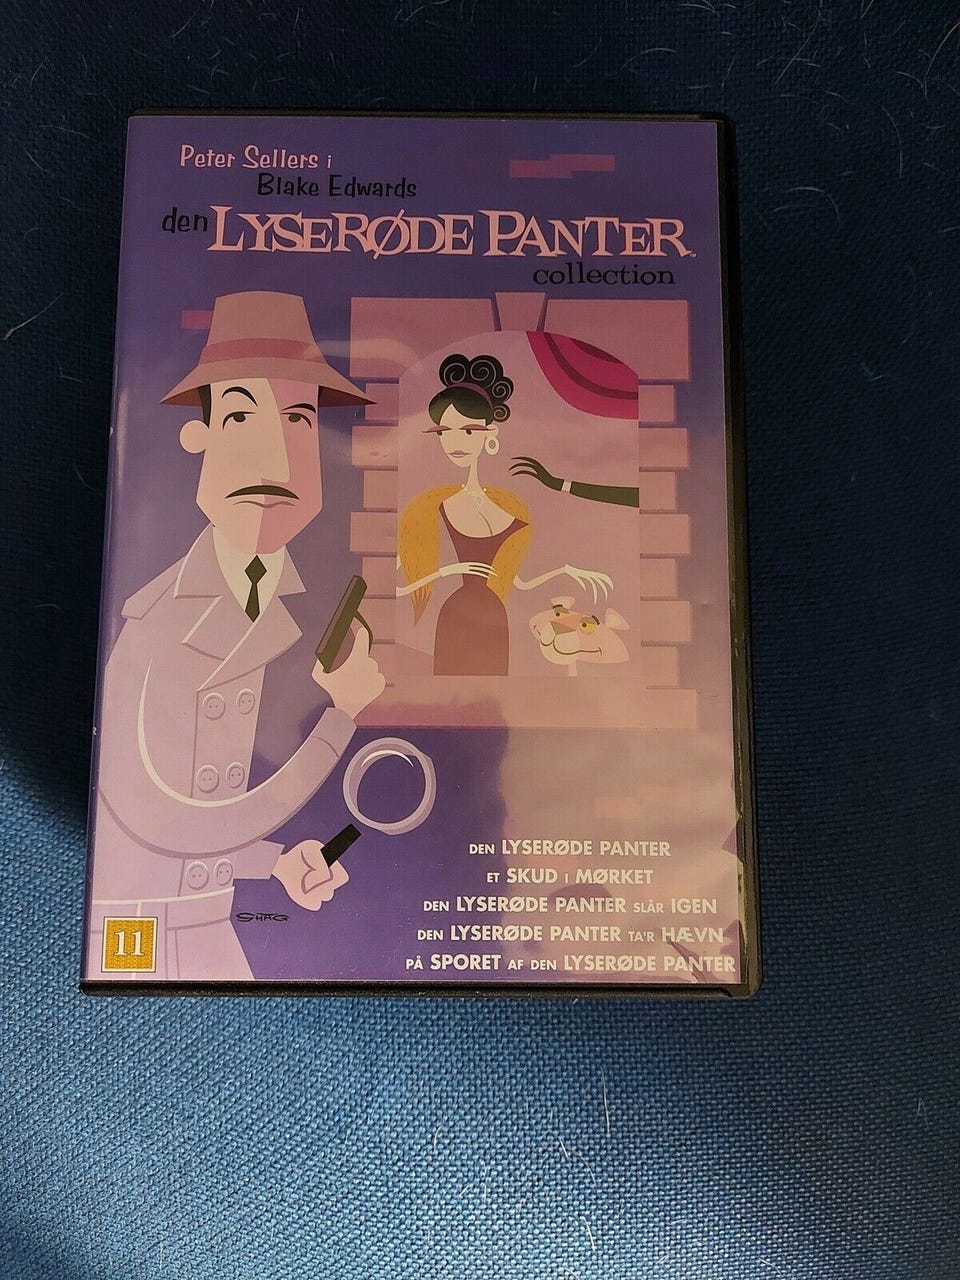 Peter Sellers i
Blake Edwards
den LYSERØDE PANTER™
collection
DEN LYSERØDE PANTER
ET SKUD I MØRKET
DEN LYSERØDE PANTER SLÅR IGEN
DEN LYSERØDE PANTER TA'R HÆVN
PÅ SPORET AF DEN LYSERØDE PANTER
SHAG
11